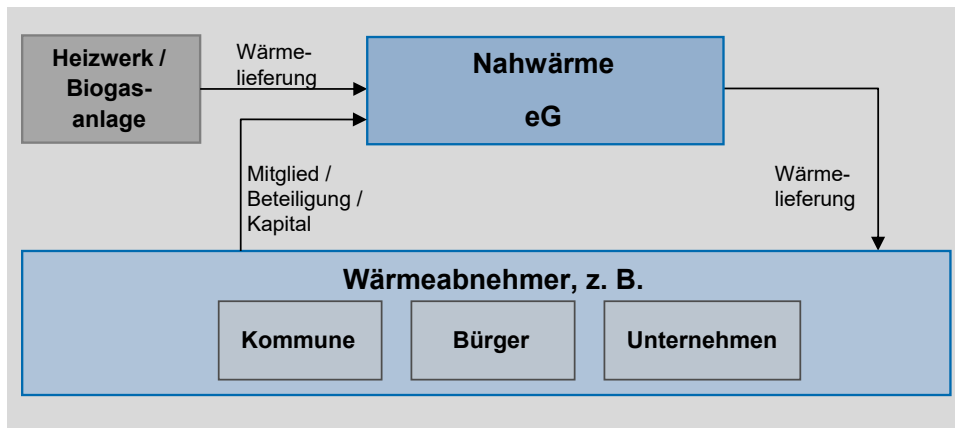 Heizwerk /
Biogas-
anlage
Wärme-
lieferung
Nahwärme
eG
Mitglied /
Beteiligung /
Kapital
Wärme-
lieferung
Wärmeabnehmer, z. B.
Kommune
Bürger
Unternehmen